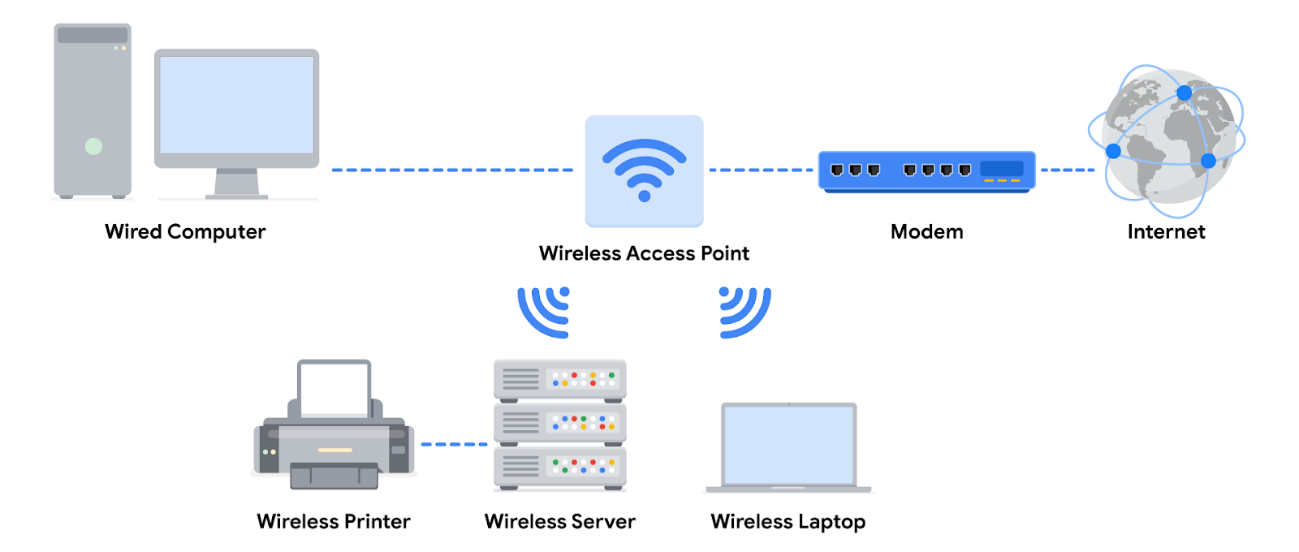 Wired Computer
Wireless Access Point
Modem
Internet
Wireless Printer
Wireless Server
Wireless Laptop